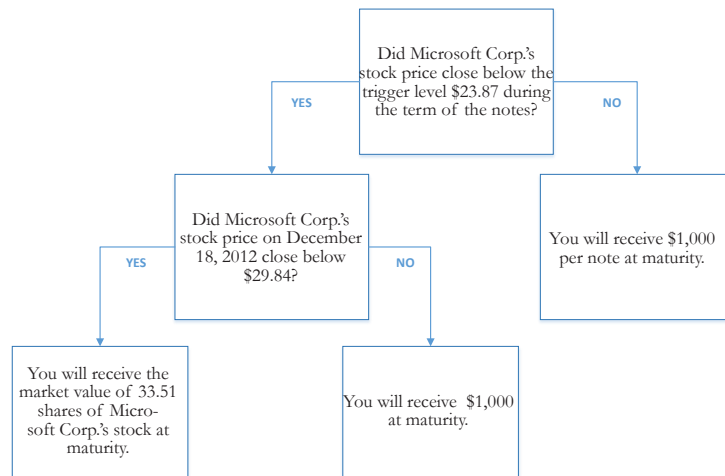 Did Microsoft Corp.'s
stock price close below the
trigger level $23.87 during
the term of the notes?
YES
NO
Did Microsoft Corp.'s
stock price on December
18, 2012 close below
$29.84?
You will receive $1,000
per note at maturity.
YES
NO
You will receive the
market value of 33.51
shares of Micro-
soft Corp.'s stock at
maturity.
You will receive $1,000
at maturity.